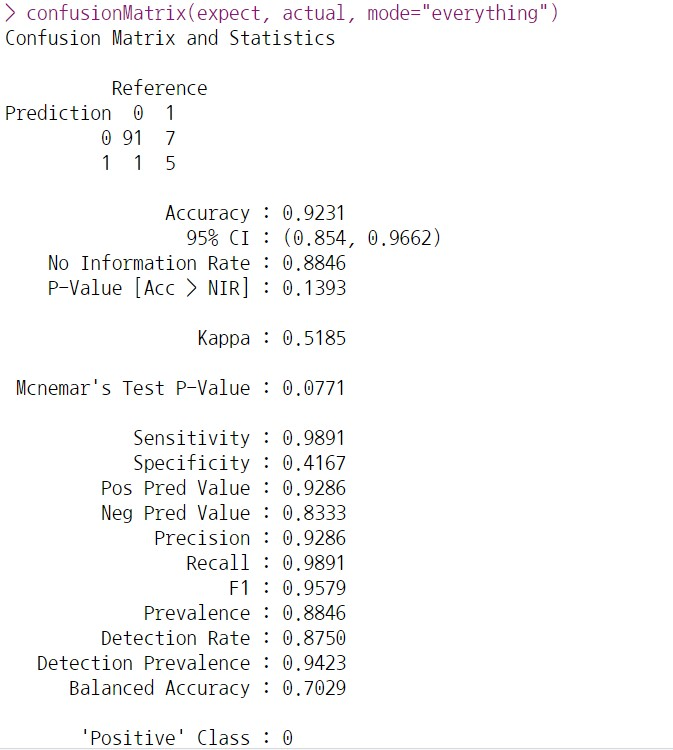 > confusionMatrix(expect, actual, mode="everything")
Confusion Matrix and Statistics
Reference
Prediction 0 1
0 91 7
1 1 5
Accuracy : 0.9231
95% CI : (0.854, 0.9662)
No Information Rate : 0.8846
P-Value [Acc > NIR] : 0.1393
Kappa : 0.5185
Mcnemar's Test P-Value : 0.0771
Sensitivity : 0.9891
Specificity : 0.4167
Pos Pred Value : 0.9286
Neg Pred Value : 0.8333
Precision : 0.9286
Recall : 0.9891
F1 : 0.9579
Prevalence : 0.8846
Detection Rate : 0.8750
Detection Prevalence : 0.9423
Balanced Accuracy : 0.7029
'Positive' Class : 0